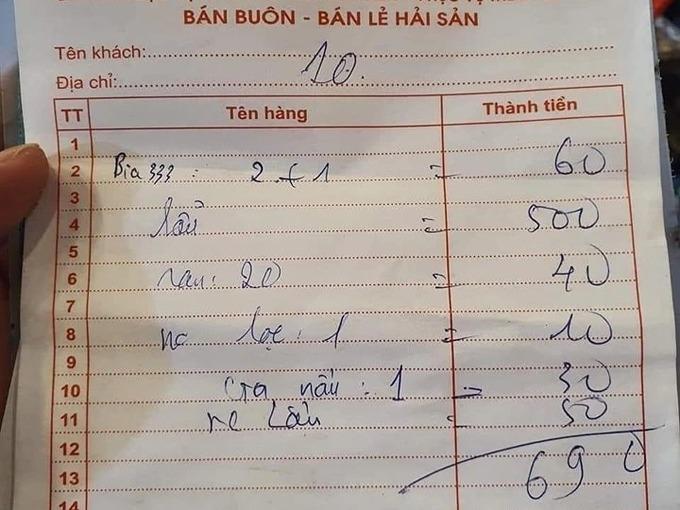 BÁN BUÔN - BÁN LẺ HẢI SẢN
Tên khách: 10.
Địa chỉ:
TT Tên hàng Thành tiền
1
2 Bia 333 : 2 + 1 = 60
3
4 lẩu = 500
5
6 rau: 20 = 40
7
8 nc lọc : 1 = 10
9
10 Cra nấu : 1 = 30
11 nc lẩu = 50
12
13 690
14